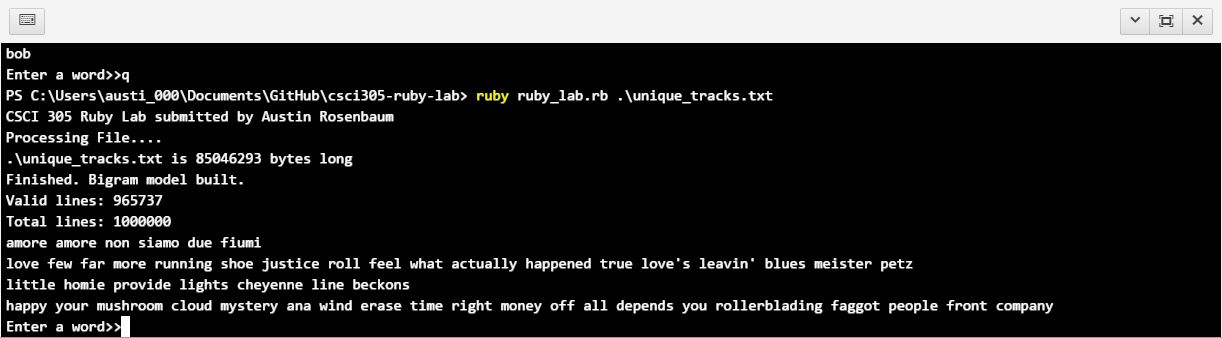 bob
Enter a word>>q
PS C:\Users\austi_000\Documents\GitHub\csci305-ruby-lab> ruby ruby_lab.rb .\unique_tracks.txt
CSCI 305 Ruby Lab submitted by Austin Rosenbaum
Processing File....
.\unique_tracks.txt is 85046293 bytes long
Finished. Bigram model built.
Valid lines: 965737
Total lines: 1000000
amore amore non siamo due fiumi
love few far more running shoe justice roll feel what actually happened true love's leavin' blues meister petz
little homie provide lights cheyenne line beckons
happy your mushroom cloud mystery ana wind erase time right money off all depends you rollerblading faggot people front company
Enter a word>>